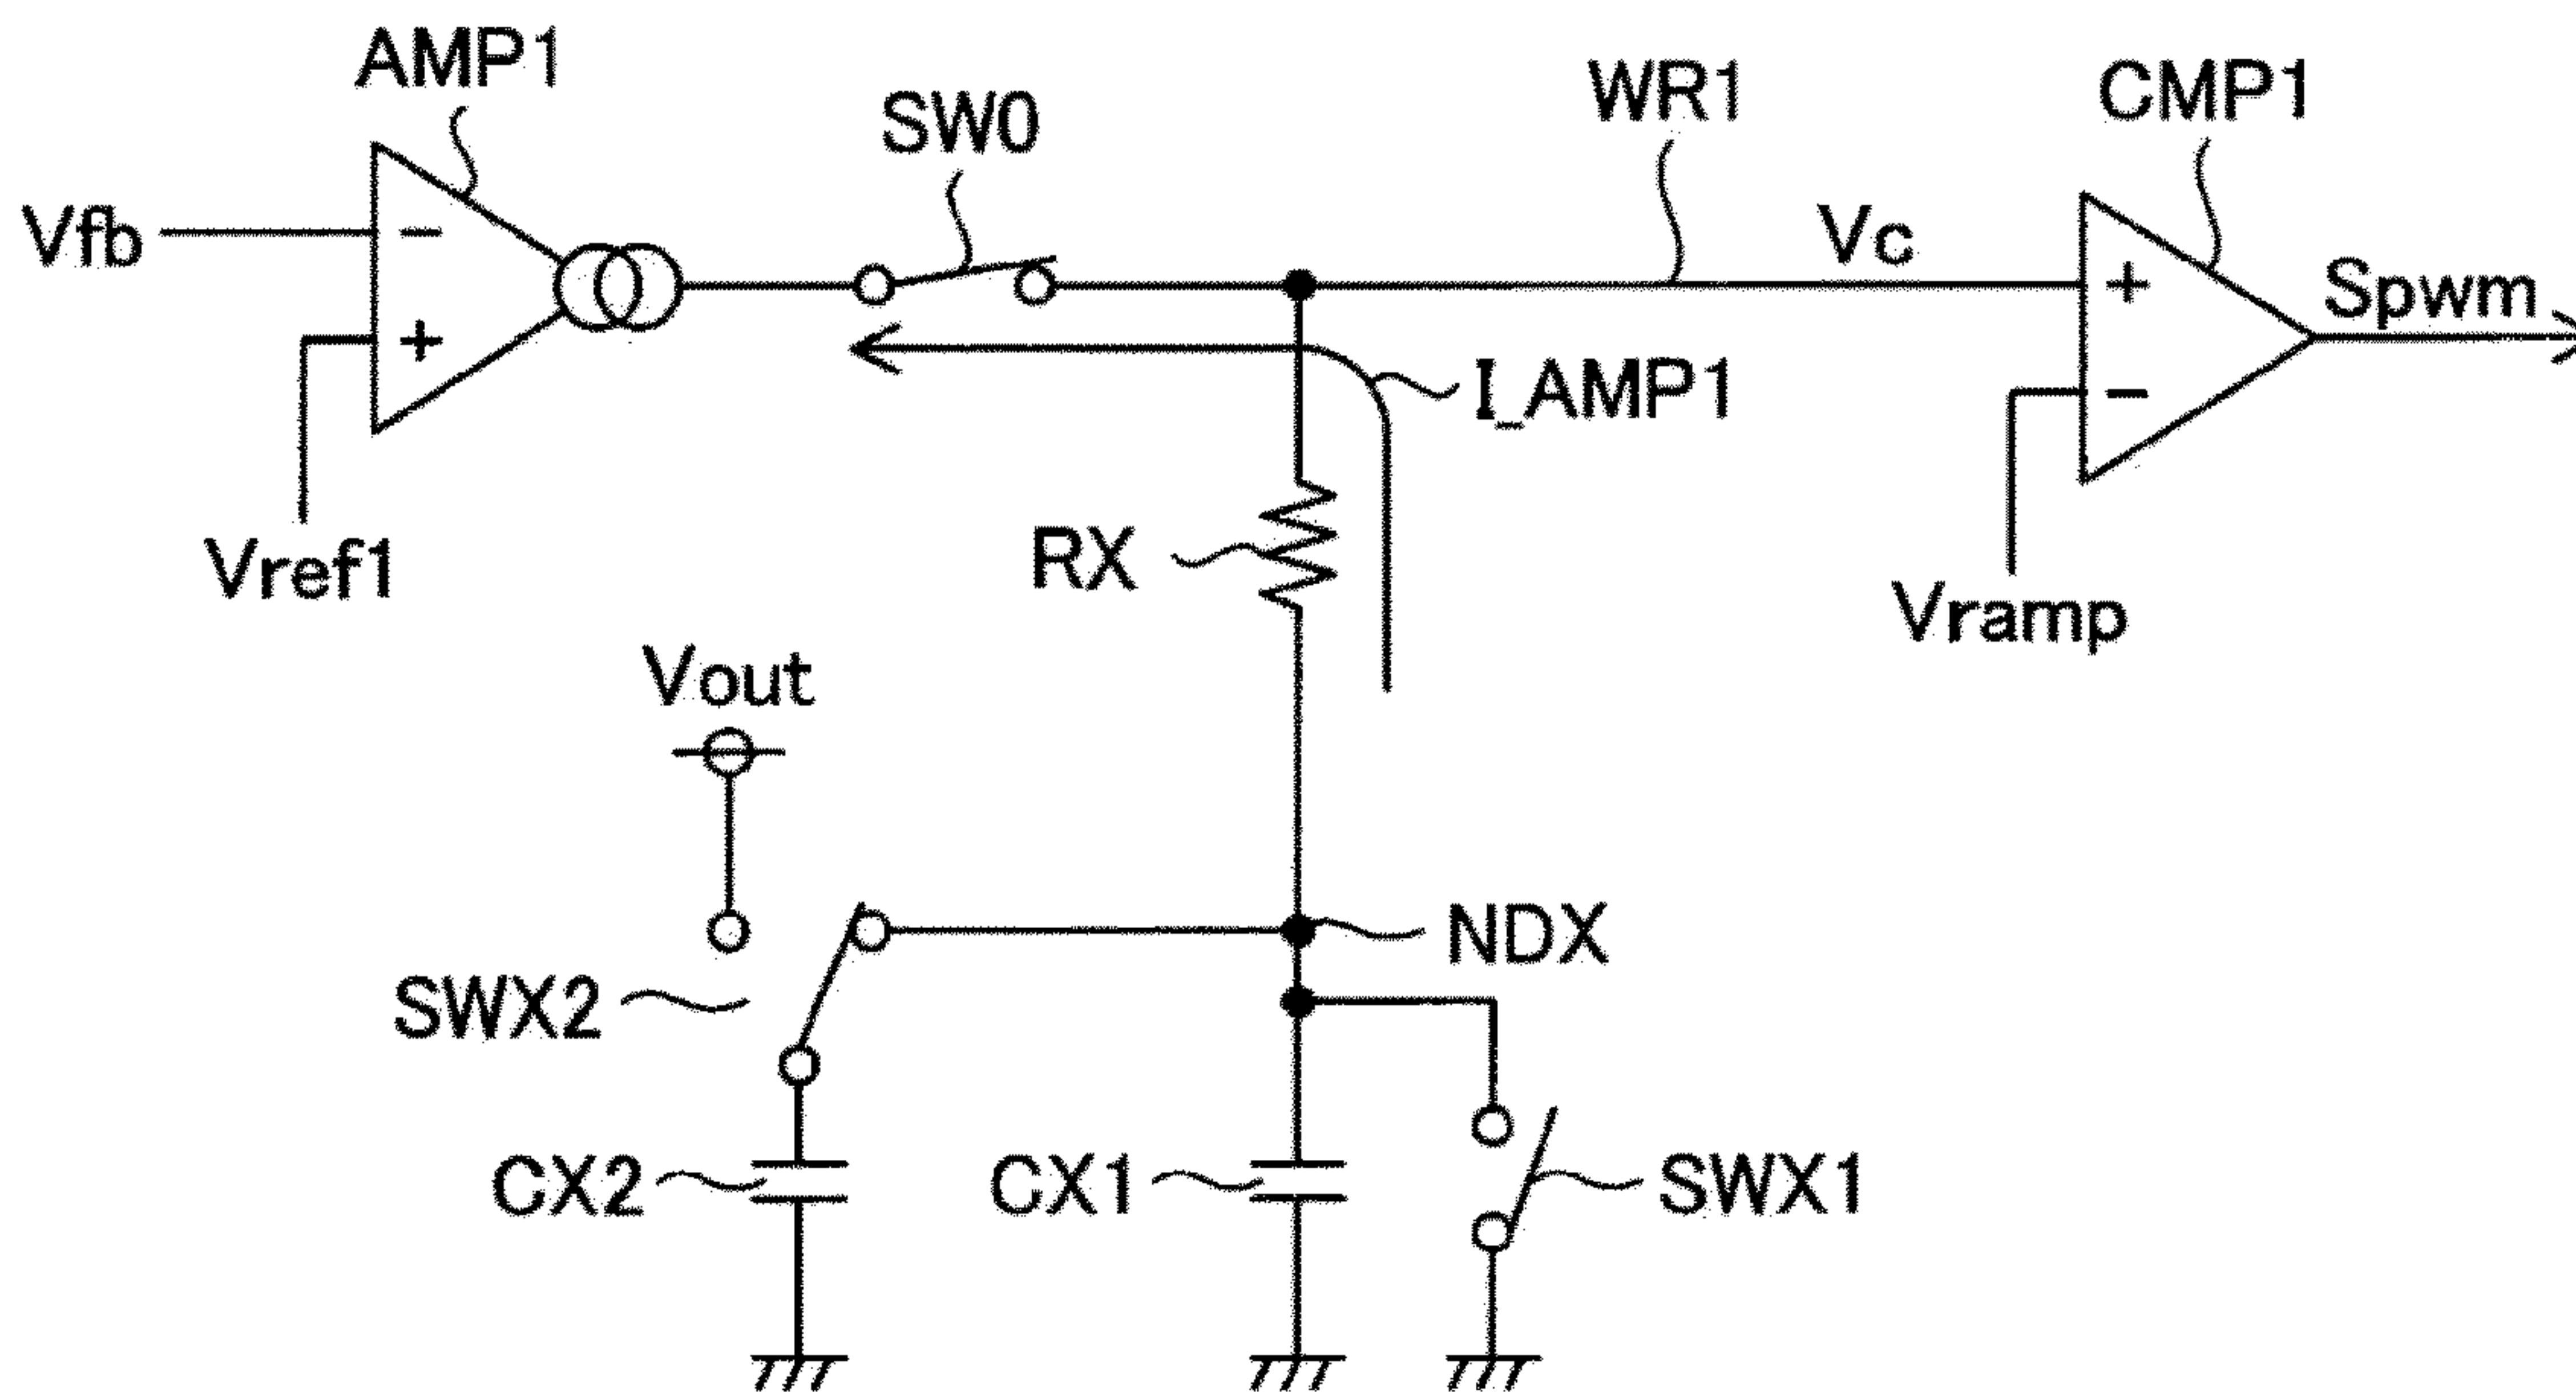 AMP1
SW0
WR1
CMP1
Vfb
−
+
Vref1
Vc
+
−
Spwm
I_AMP1
RX
Vramp
Vout
NDX
SWX2
CX2
CX1
SWX1